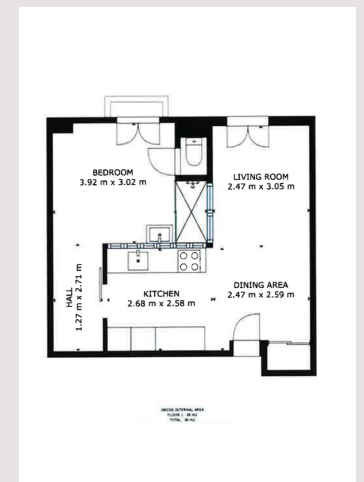 BEDROOM
3.92 m x 3.02 m
LIVING ROOM
2.47 m x 3.05 m
HALL
1.27 m x 2.71 m
KITCHEN
2.68 m x 2.58 m
DINING AREA
2.47 m x 2.59 m
GROSS INTERNAL AREA